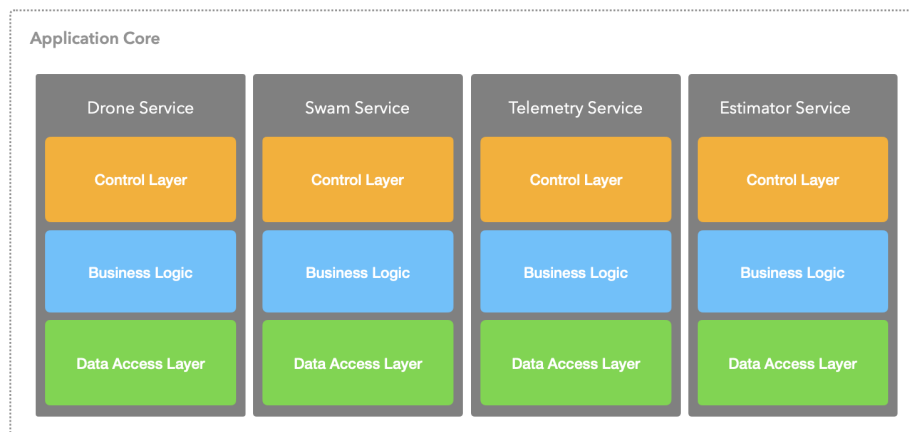 Application Core
Drone Service
Swam Service
Telemetry Service
Estimator Service
Control Layer
Control Layer
Control Layer
Control Layer
Business Logic
Business Logic
Business Logic
Business Logic
Data Access Layer
Data Access Layer
Data Access Layer
Data Access Layer